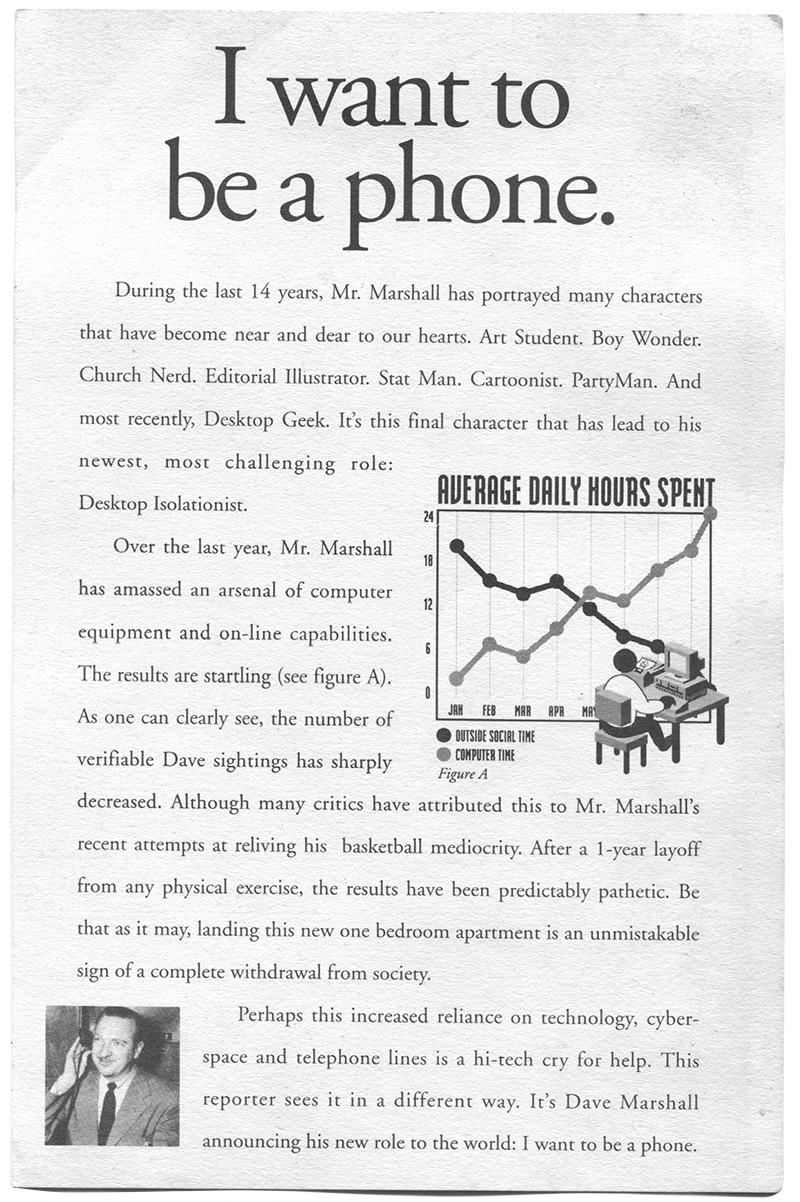 I want to
be a phone.
During the last 14 years, Mr. Marshall has portrayed many characters
that have become near and dear to our hearts. Art Student. Boy Wonder.
Church Nerd. Editorial Illustrator. Stat Man. Cartoonist. PartyMan. And
most recently, Desktop Geek. It's this final character that has lead to his
newest, most challenging role:
Desktop Isolationist.
Over the last year, Mr. Marshall
has amassed an arsenal of computer
equipment and on-line capabilities.
The results are startling (see figure A).
As one can clearly see, the number of
verifiable Dave sightings has sharply
AVERAGE DAILY HOURS SPENT
24
18
12
6
0
JAN FEB MAR APR MAY
OUTSIDE SOCIAL TIME
COMPUTER TIME
Figure A
decreased. Although many critics have attributed this to Mr. Marshall's
recent attempts at reliving his basketball mediocrity. After a 1-year layoff
from any physical exercise, the results have been predictably pathetic. Be
that as it may, landing this new one bedroom apartment is an unmistakable
sign of a complete withdrawal from society.
Perhaps this increased reliance on technology, cyber-
space and telephone lines is a hi-tech cry for help. This
reporter sees it in a different way. It's Dave Marshall
announcing his new role to the world: I want to be a phone.